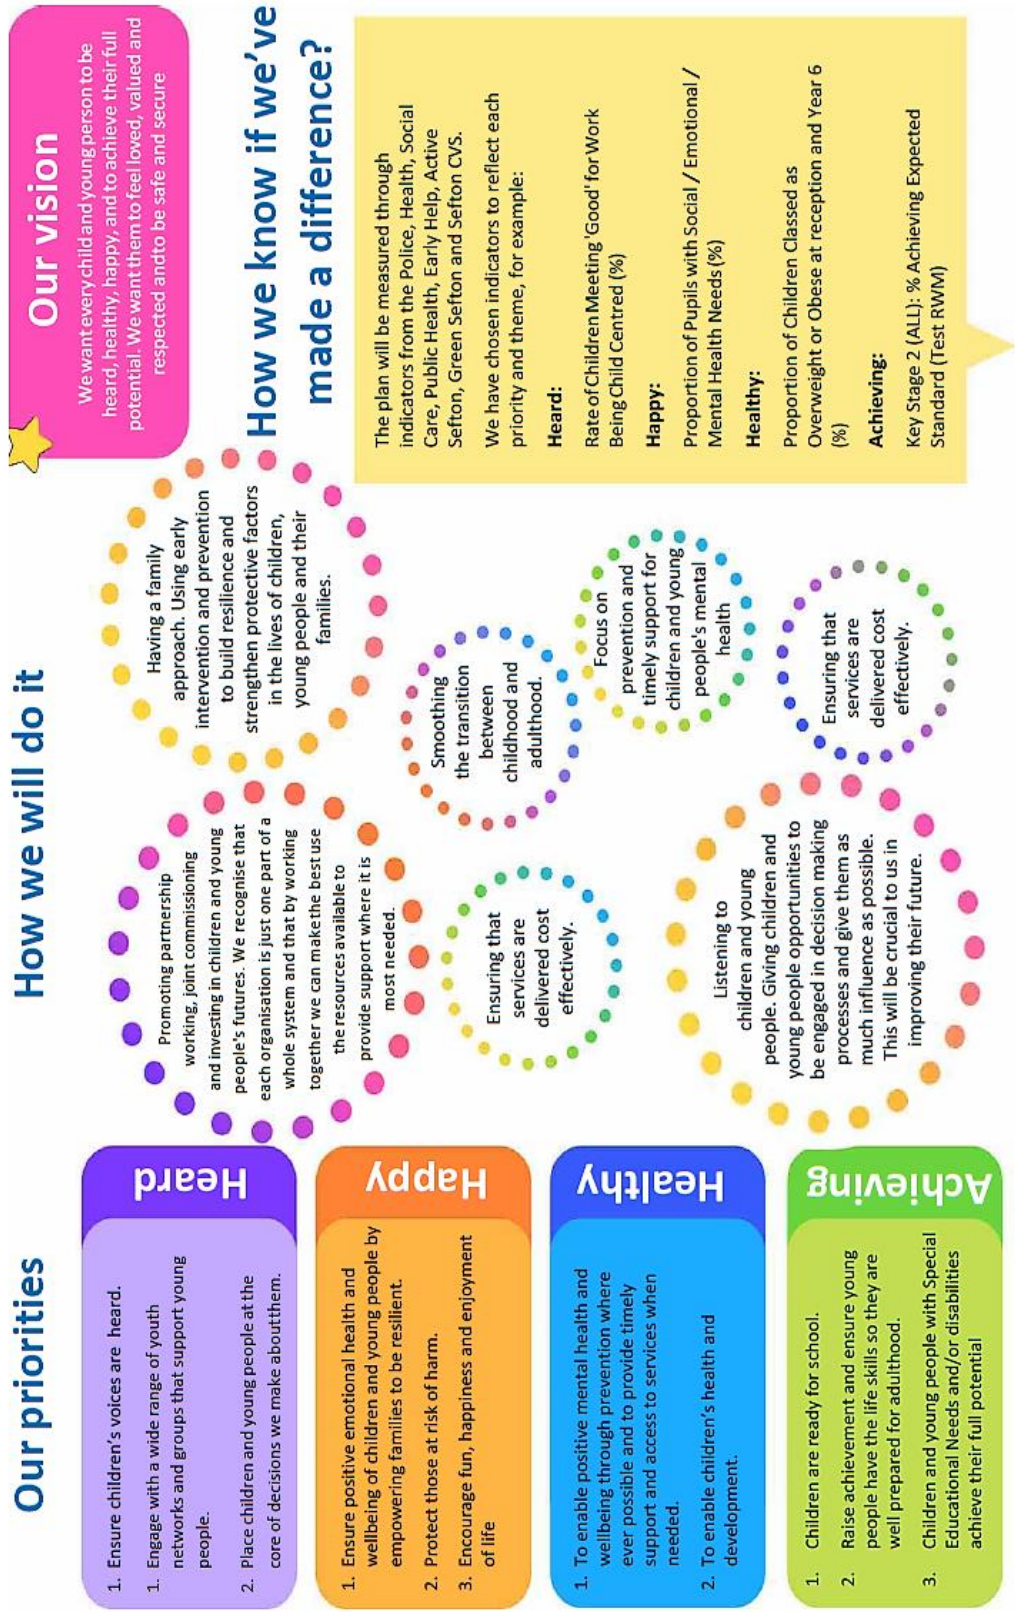 Our priorities
Heard
1. Ensure children's voices are heard.
1. Engage with a wide range of youth
networks and groups that support young
people.
2. Place children and young people at the
core of decisions we make about them.
Happy
1. Ensure positive emotional health and
wellbeing of children and young people by
empowering families to be resilient.
2. Protect those at risk of harm.
3. Encourage fun, happiness and enjoyment
of life
Healthy
1. To enable positive mental health and
wellbeing through prevention where
ever possible and to provide timely
support and access to services when
needed.
2. To enable children's health and
development.
Achieving
1. Children are ready for school.
2. Raise achievement and ensure young
people have the life skills so they are
well prepared for adulthood.
3. Children and young people with Special
Educational Needs and/or disabilities
achieve their full potential
How we will do it
Promoting partnership
working, joint commissioning
and investing in children and young
people's futures. We recognise that
each organisation is just one part of a
whole system and that by working
together we can make the best use
the resources available to
provide support where it is
most needed.
Having a family
approach. Using early
intervention and prevention
to build resilience and
strengthen protective factors
in the lives of children,
young people and their
families.
Ensuring that
services are
delivered cost
effectively.
Smoothing
the transition
between
childhood and
adulthood.
Focus on
prevention and
timely support for
children and young
people's mental
health
Listening to
children and young
people. Giving children and
young people opportunities to
be engaged in decision making
processes and give them as
much influence as possible.
This will be crucial to us in
improving their future.
Ensuring that
services are
delivered cost
effectively.
Our vision
We want every child and young person to be
heard, healthy, happy, and to achieve their full
potential. We want them to feel loved, valued and
respected andto be safe and secure
How we know if we've
made a difference?
The plan will be measured through
indicators from the Police, Health, Social
Care, Public Health, Early Help, Active
Sefton, Green Sefton and Sefton CVS.
We have chosen indicators to reflect each
priority and theme, for example:
Heard:
Rate of Children Meeting 'Good' for Work
Being Child Centred (%)
Happy:
Proportion of Pupils with Social / Emotional /
Mental Health Needs (%)
Healthy:
Proportion of Children Classed as
Overweight or Obese at reception and Year 6
(%)
Achieving:
Key Stage 2 (ALL): % Achieving Expected
Standard (Test RWM)